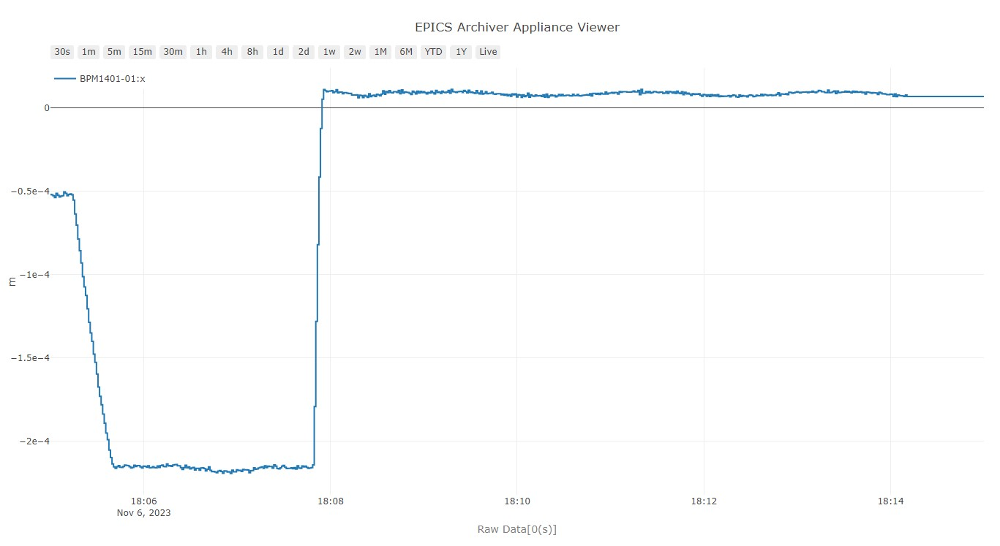 EPICS Archiver Appliance Viewer
30s 1m 5m 15m 30m 1h 4h 8h 1d 2d 1w 2w 1M 6M YTD 1Y Live
BPM1401-01:x
0
−0.5e−4
−1e−4
−1.5e−4
−2e−4
m
18:06 18:08 18:10 18:12 18:14
Nov 6, 2023
Raw Data[0(s)]